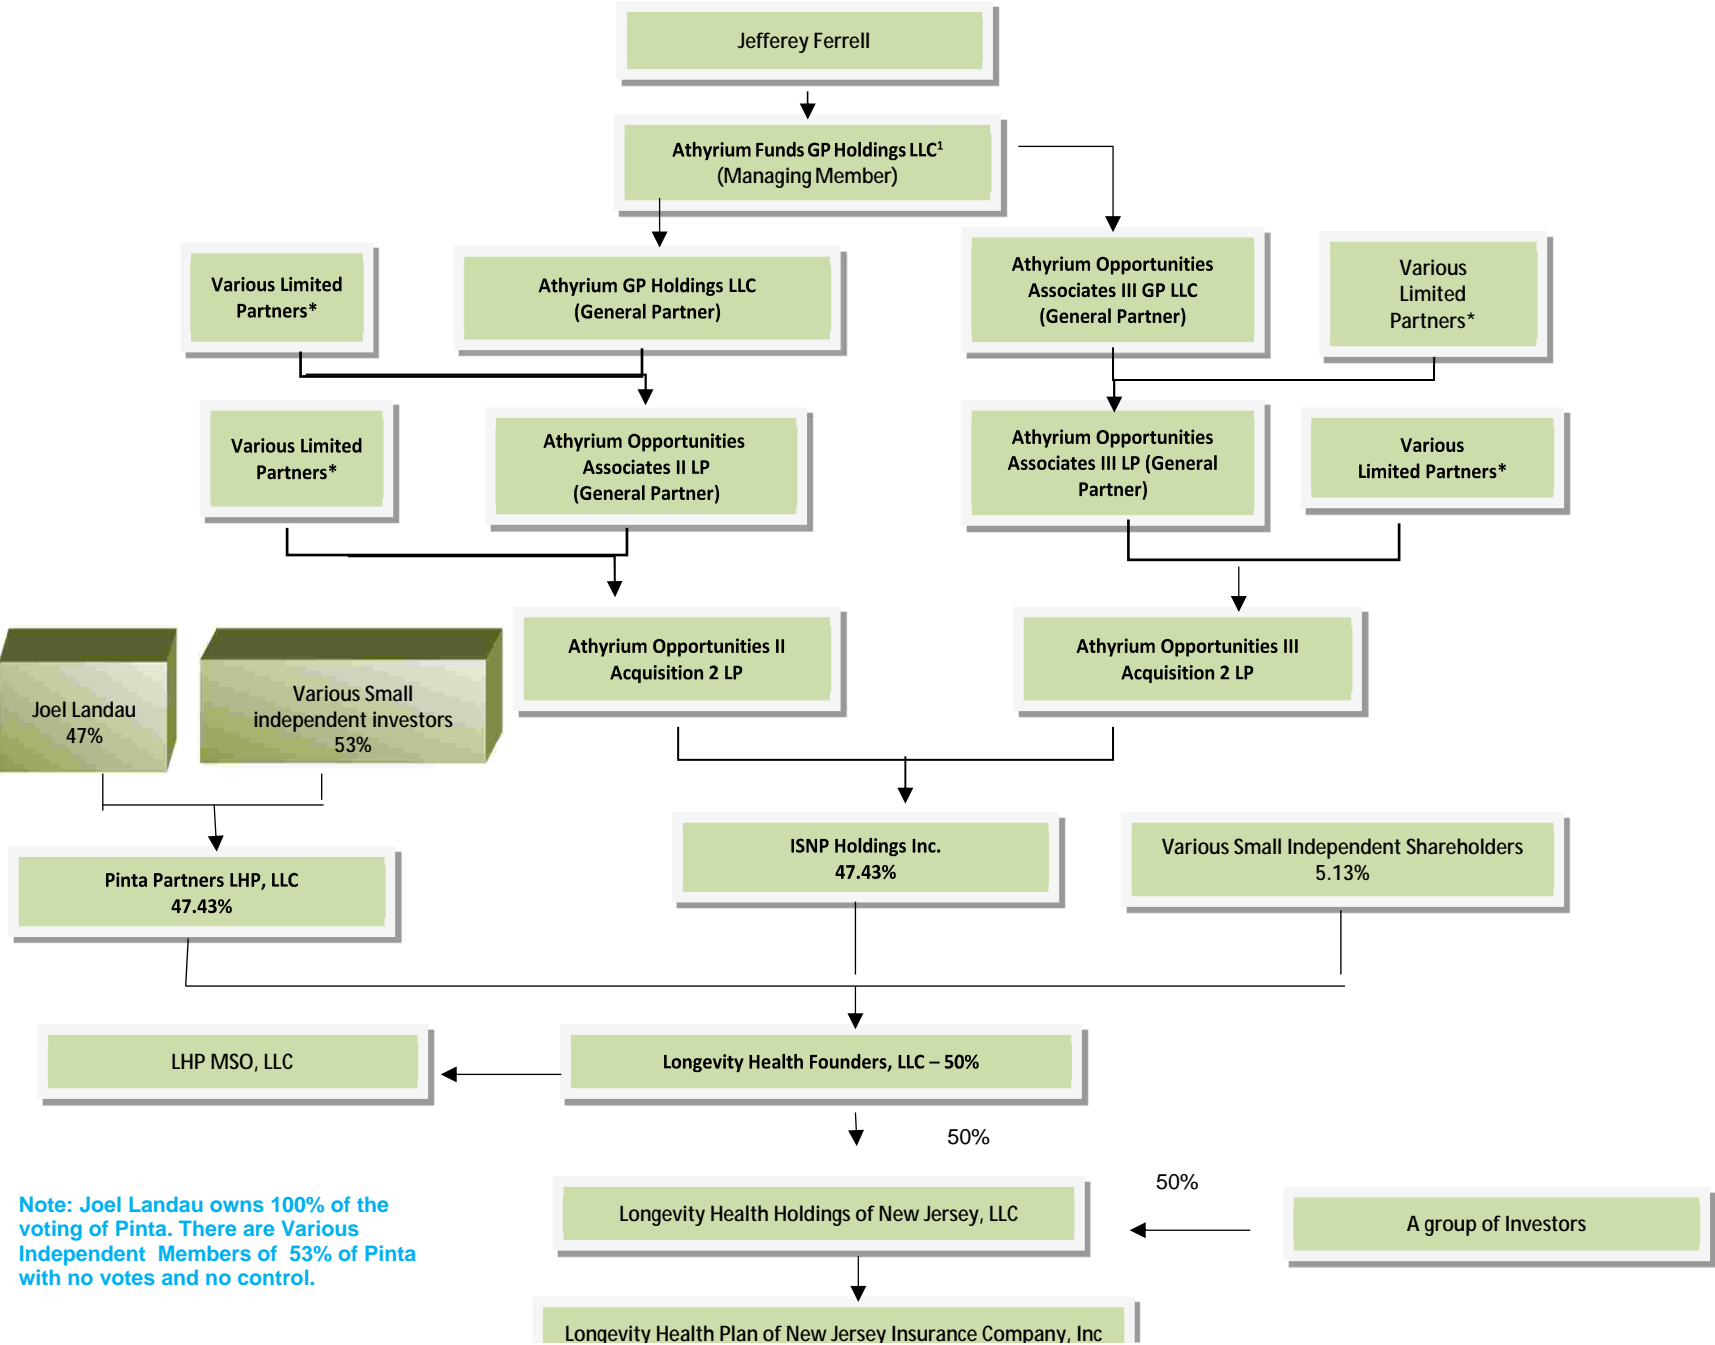 Jefferey Ferrell
Athyrium Funds GP Holdings LLC¹
(Managing Member)
Various Limited
Partners*
Athyrium GP Holdings LLC
(General Partner)
Athyrium Opportunities
Associates III GP LLC
(General Partner)
Various
Limited
Partners*
Various Limited
Partners*
Athyrium Opportunities
Associates II LP
(General Partner)
Athyrium Opportunities
Associates III LP (General
Partner)
Various
Limited Partners*
Joel Landau
47%
Various Small
independent investors
53%
Athyrium Opportunities II
Acquisition 2 LP
Athyrium Opportunities III
Acquisition 2 LP
Pinta Partners LHP, LLC
47.43%
ISNP Holdings Inc.
47.43%
Various Small Independent Shareholders
5.13%
LHP MSO, LLC
Longevity Health Founders, LLC – 50%
50%
50%
Note: Joel Landau owns 100% of the
voting of Pinta. There are Various
Independent Members of 53% of Pinta
with no votes and no control.
Longevity Health Holdings of New Jersey, LLC
A group of Investors
Longevity Health Plan of New Jersey Insurance Company, Inc